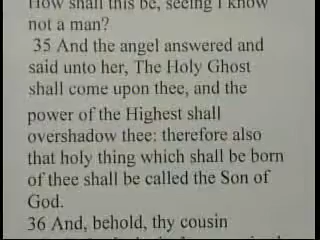 How shall this be, seeing I know
not a man?
35 And the angel answered and
said unto her, The Holy Ghost
shall come upon thee, and the
power of the Highest shall
overshadow thee: therefore also
that holy thing which shall be born
of thee shall be called the Son of
God.
36 And, behold, thy cousin